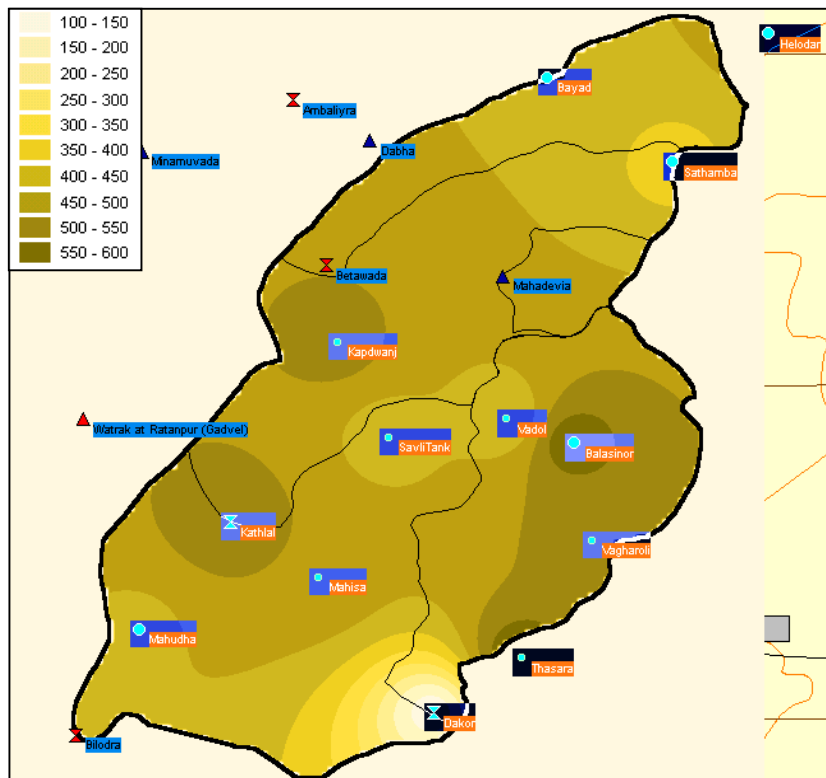 100 - 150
150 - 200
200 - 250
250 - 300
300 - 350
350 - 400
400 - 450
450 - 500
500 - 550
550 - 600
Helodar
Bayad
Ambaliyra
Dabha
Minamuvada
Sathamba
Betawada
Mahadevia
Kapdwanj
Watrak at Ratanpur (Gadvel)
Vadol
SavliTank
Balasinor
Kathlal
Vagharoli
Mahisa
Mahudha
Thasara
Dakor
Bilodra